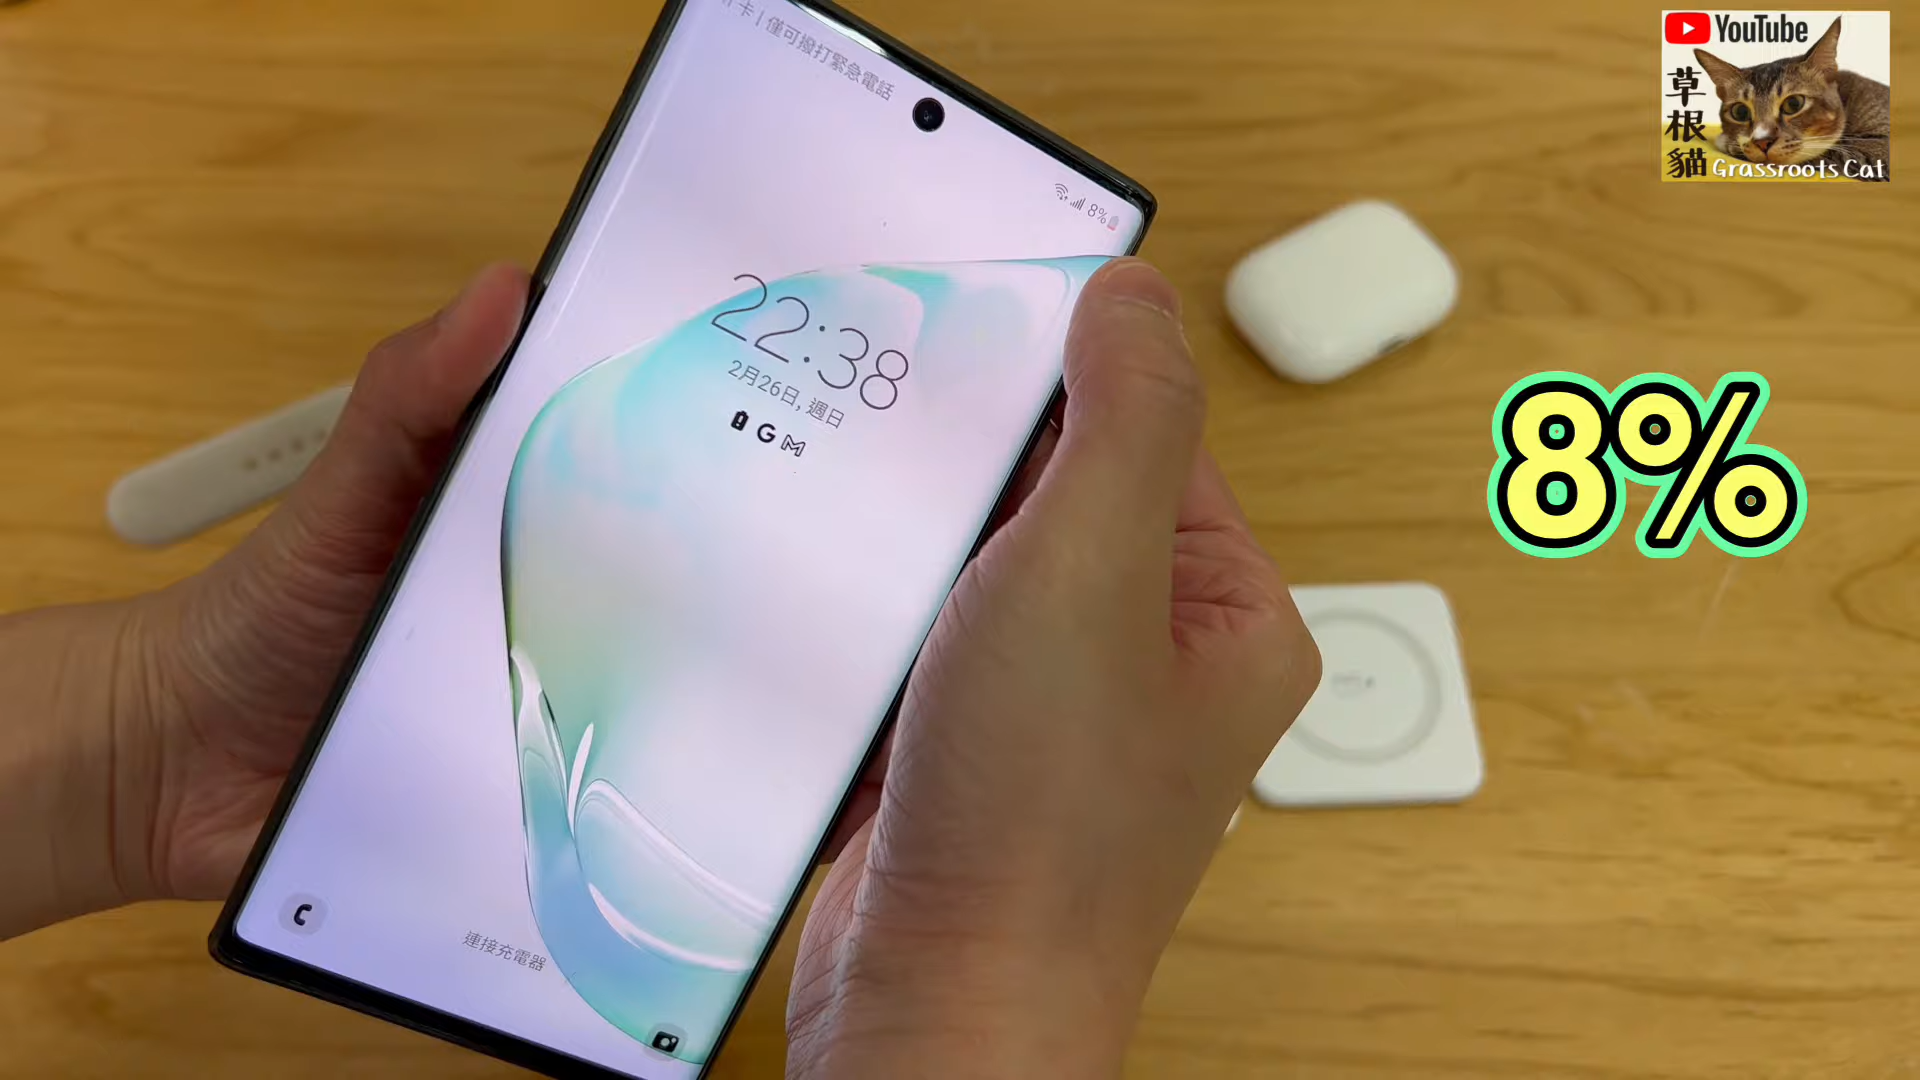 卡 | 僅可撥打緊急電話
8%
22:38
2月26日, 週日
G
連接充電器
8%
YouTube
草根貓
Grassroots Cat